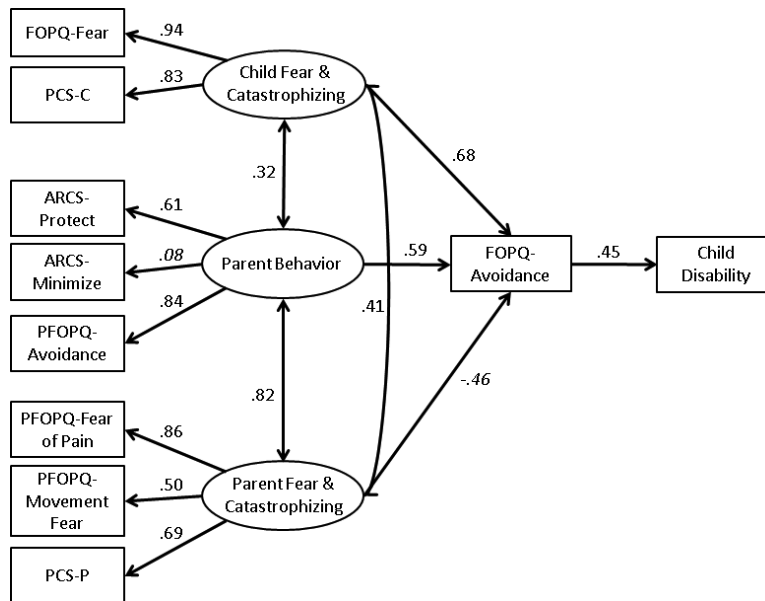 FOPQ-Fear
.94
Child Fear &
Catastrophizing
PCS-C
.83
.68
.32
ARCS-
Protect
.61
ARCS-
Minimize
.08
Parent Behavior
.59
FOPQ-
Avoidance
.45
Child
Disability
PFOPQ-
Avoidance
.84
.41
.82
-.46
PFOPQ-Fear
of Pain
.86
PFOPQ-
Movement
Fear
.50
Parent Fear &
Catastrophizing
.69
PCS-P